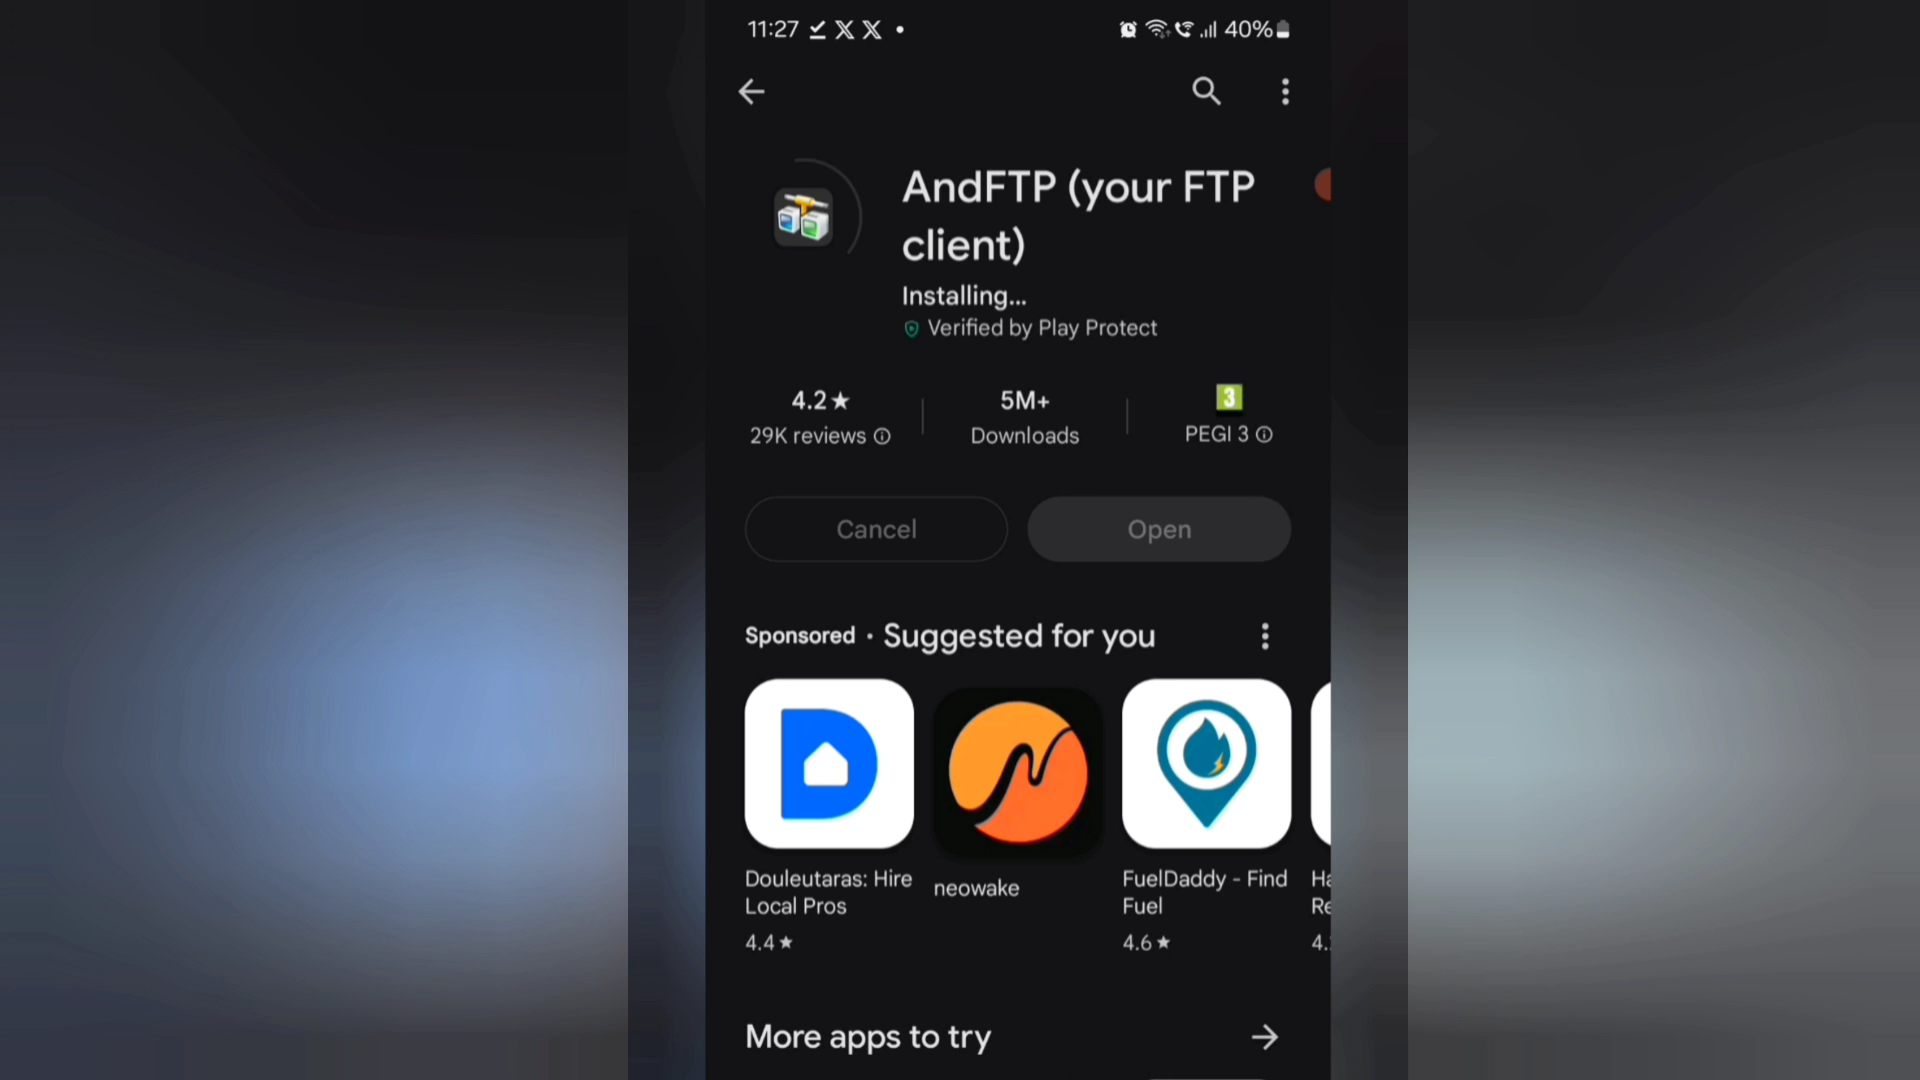 11:27
40%
AndFTP (your FTP
client)
Installing...
Verified by Play Protect
4.2★
29K reviews
5M+
Downloads
3
PEGI 3
Cancel
Open
Sponsored · Suggested for you
Douleutaras: Hire
Local Pros
4.4★
neowake
FuelDaddy - Find
Fuel
4.6★
More apps to try